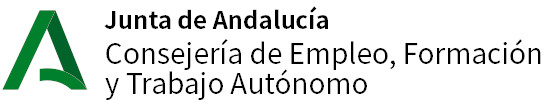 Junta de Andalucía
Consejería de Empleo, Formación
y Trabajo Autónomo